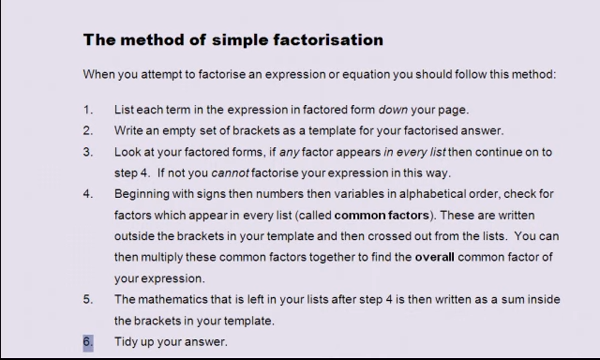 The method of simple factorisation
When you attempt to factorise an expression or equation you should follow this method:
1. List each term in the expression in factored form down your page.
2. Write an empty set of brackets as a template for your factorised answer.
3. Look at your factored forms, if any factor appears in every list then continue on to
step 4. If not you cannot factorise your expression in this way.
4. Beginning with signs then numbers then variables in alphabetical order, check for
factors which appear in every list (called common factors). These are written
outside the brackets in your template and then crossed out from the lists. You can
then multiply these common factors together to find the overall common factor of
your expression.
5. The mathematics that is left in your lists after step 4 is then written as a sum inside
the brackets in your template.
6. Tidy up your answer.